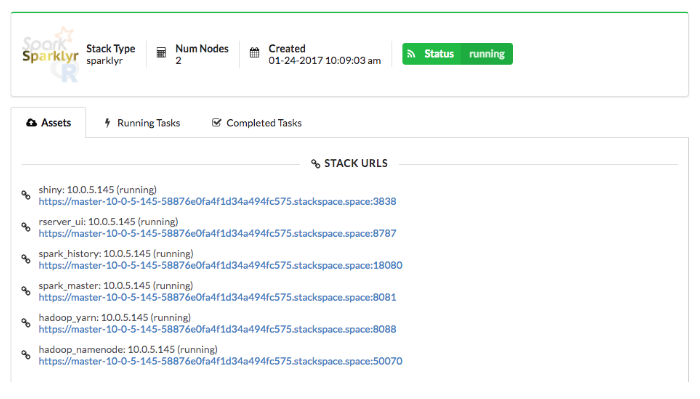 Spark
Sparklyr
R
Stack Type
sparklyr
Num Nodes
2
Created
01-24-2017 10:09:03 am
Status running
Assets
Running Tasks
Completed Tasks
STACK URLS
shiny: 10.0.5.145 (running)
https://master-10-0-5-145-58876e0fa4f1d34a494fc575.stackspace.space:3838
rserver_ui: 10.0.5.145 (running)
https://master-10-0-5-145-58876e0fa4f1d34a494fc575.stackspace.space:8787
spark_history: 10.0.5.145 (running)
https://master-10-0-5-145-58876e0fa4f1d34a494fc575.stackspace.space:18080
spark_master: 10.0.5.145 (running)
https://master-10-0-5-145-58876e0fa4f1d34a494fc575.stackspace.space:8081
hadoop_yarn: 10.0.5.145 (running)
https://master-10-0-5-145-58876e0fa4f1d34a494fc575.stackspace.space:8088
hadoop_namenode: 10.0.5.145 (running)
https://master-10-0-5-145-58876e0fa4f1d34a494fc575.stackspace.space:50070